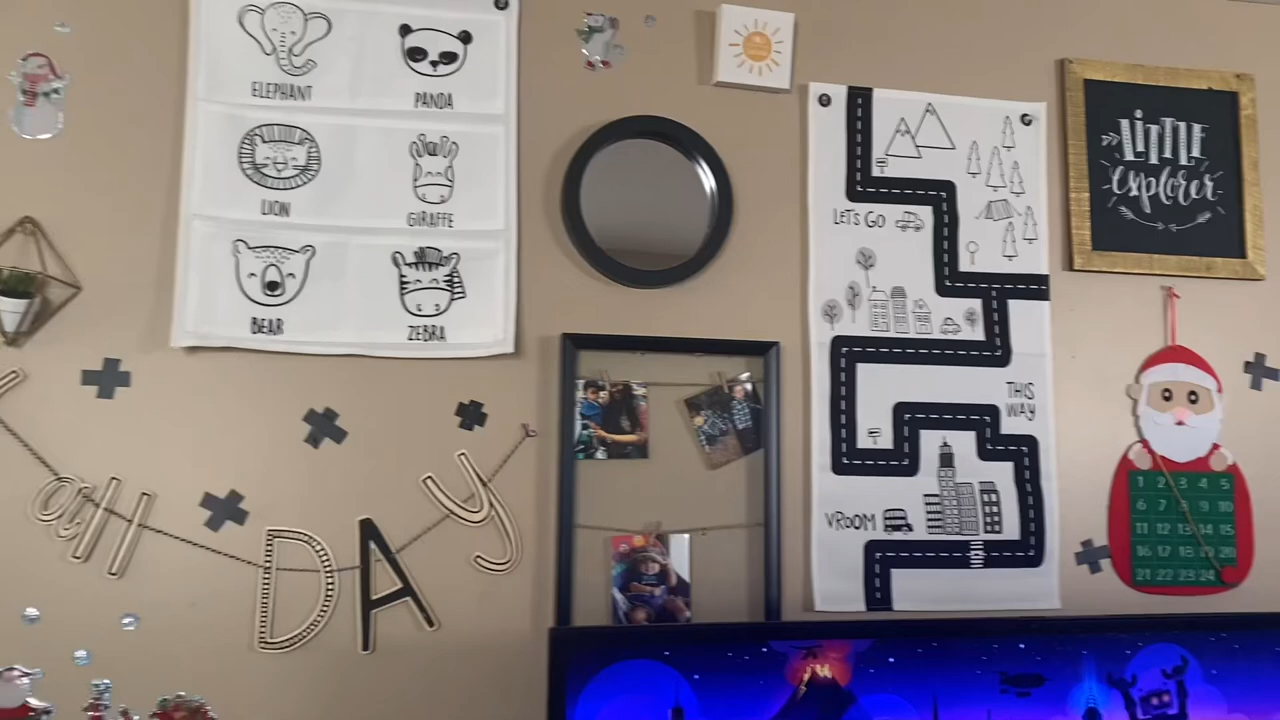 ELEPHANT
PANDA
LION
GIRAFFE
BEAR
ZEBRA
all
DAY
LET'S GO
THIS
WAY
VROOM
LITTLE
explorer
1 2 3 4 5
6 7 8 9 10
11 12 13 14 15
16 17 18 19 20
21 22 23 24